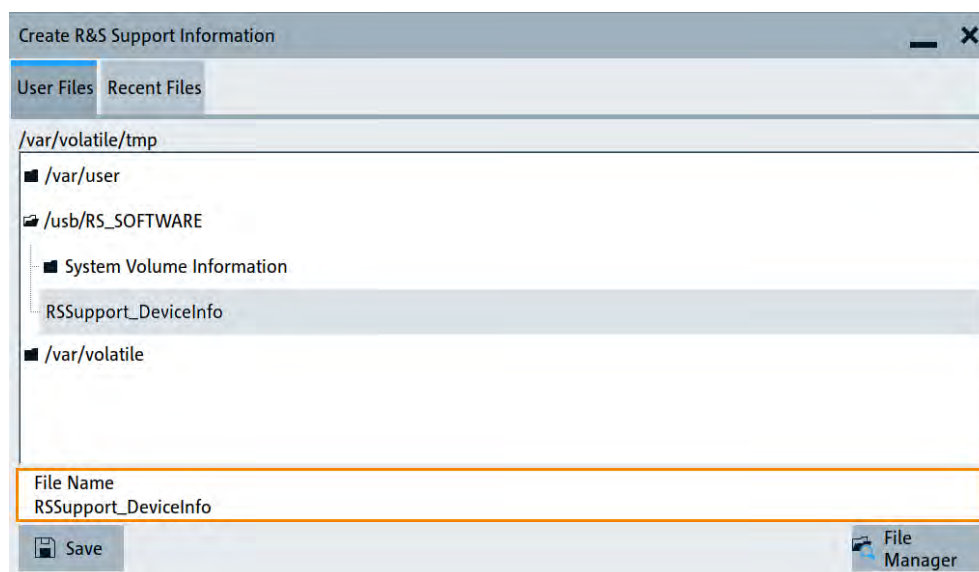 Create R&S Support Information
User Files Recent Files
/var/volatile/tmp
/var/user
/usb/RS_SOFTWARE
System Volume Information
RSSupport_DeviceInfo
/var/volatile
File Name
RSSupport_DeviceInfo
Save
File
Manager